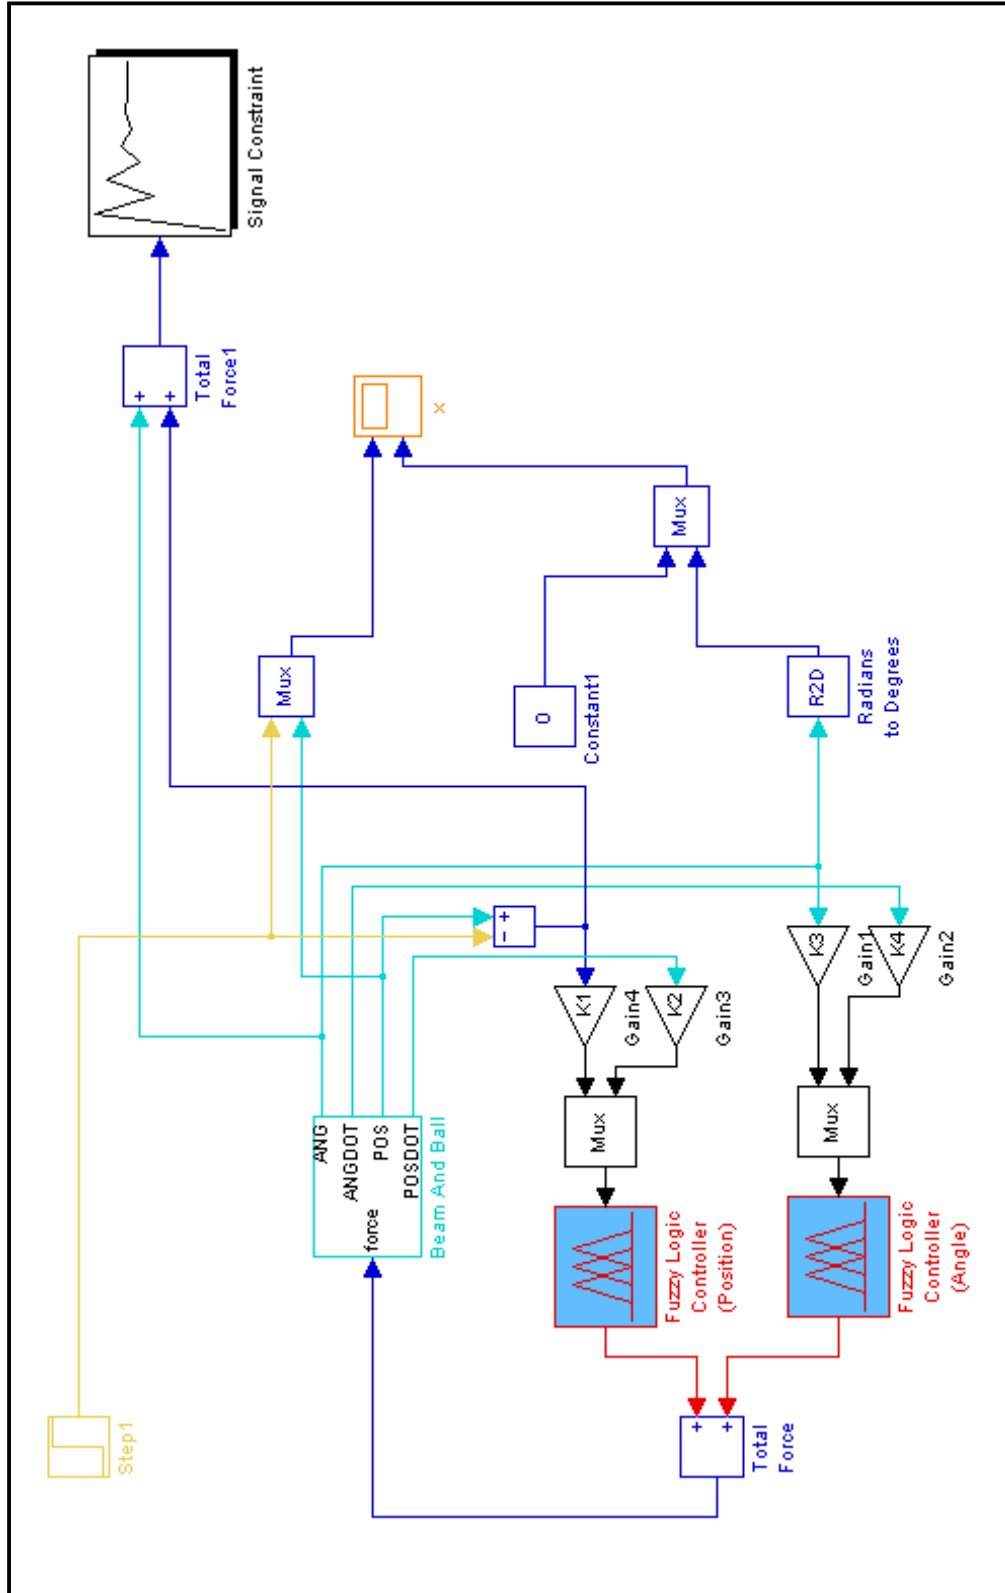 Step1
force
ANG
ANGDOT
POS
POSDOT
Beam And Ball
+
+
Total
Force1
Signal Constraint
Mux
x
-
+
0
Constant1
Mux
R2D
Radians
to Degrees
K1
Gain4
K2
Gain3
K3
Gain1
K4
Gain2
Mux
Mux
Fuzzy Logic
Controller
(Position)
Fuzzy Logic
Controller
(Angle)
+
+
Total
Force